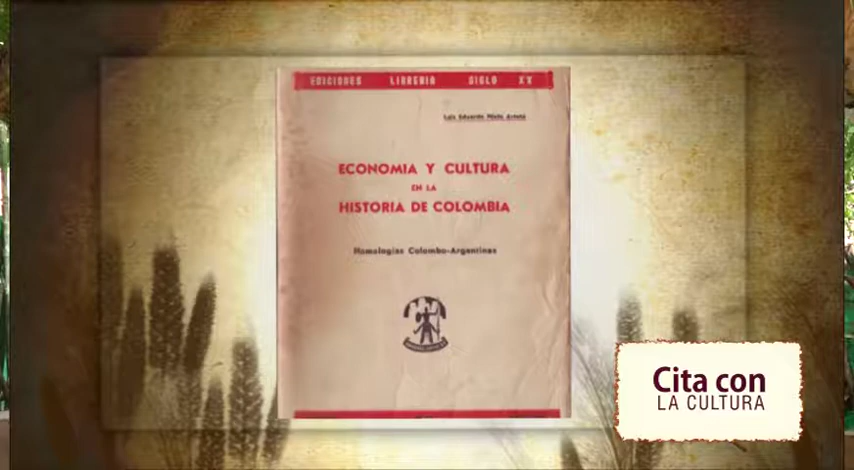 EDICIONES LIBRERIA SIGLO XX
Luis Eduardo Nieto Arteta
ECONOMIA Y CULTURA
EN LA
HISTORIA DE COLOMBIA
Homologías Colombo-Argentinas
Cita con
LA CULTURA